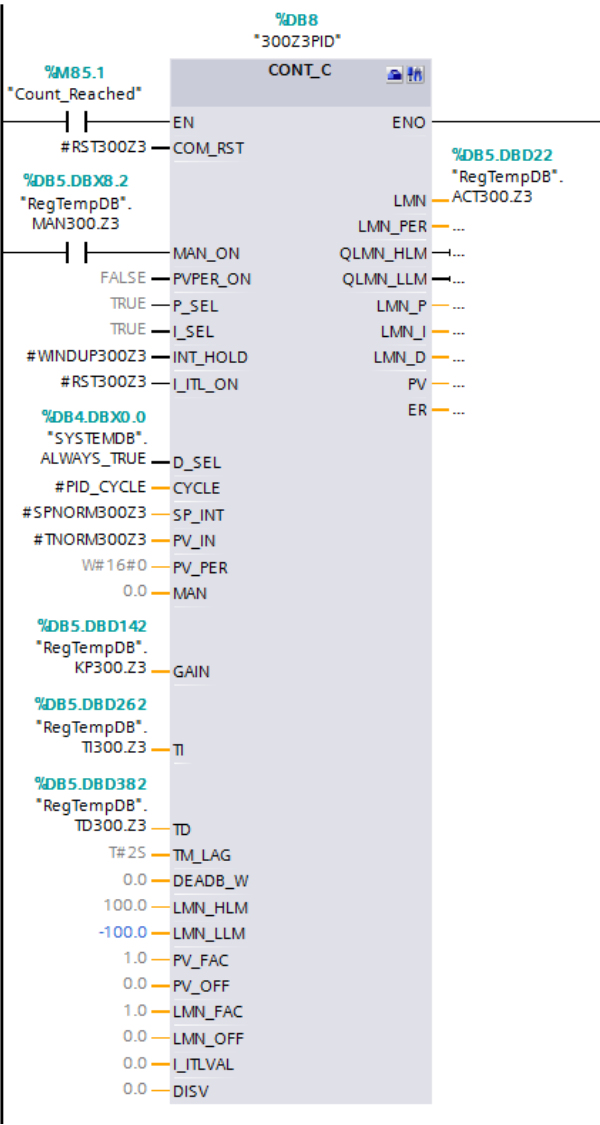 %DB8
"300Z3PID"
%M85.1
"Count_Reached"
CONT_C
EN
ENO
#RST300Z3
COM_RST
%DB5.DBX8.2
"RegTempDB".
MAN300.Z3
%DB5.DBD22
"RegTempDB".
LMN
ACT300.Z3
LMN_PER
...
MAN_ON
QLMN_HLM
...
FALSE
PVPER_ON
QLMN_LLM
...
TRUE
P_SEL
LMN_P
...
TRUE
I_SEL
LMN_I
...
#WINDUP300Z3
INT_HOLD
LMN_D
...
#RST300Z3
I_ITL_ON
PV
...
ER
...
%DB4.DBX0.0
"SYSTEMDB".
ALWAYS_TRUE
D_SEL
#PID_CYCLE
CYCLE
#SPNORM300Z3
SP_INT
#TNORM300Z3
PV_IN
W#16#0
PV_PER
0.0
MAN
%DB5.DBD142
"RegTempDB".
KP300.Z3
GAIN
%DB5.DBD262
"RegTempDB".
TI300.Z3
TI
%DB5.DBD382
"RegTempDB".
TD300.Z3
TD
T#2S
TM_LAG
0.0
DEADB_W
100.0
LMN_HLM
-100.0
LMN_LLM
1.0
PV_FAC
0.0
PV_OFF
1.0
LMN_FAC
0.0
LMN_OFF
0.0
I_ITLVAL
0.0
DISV